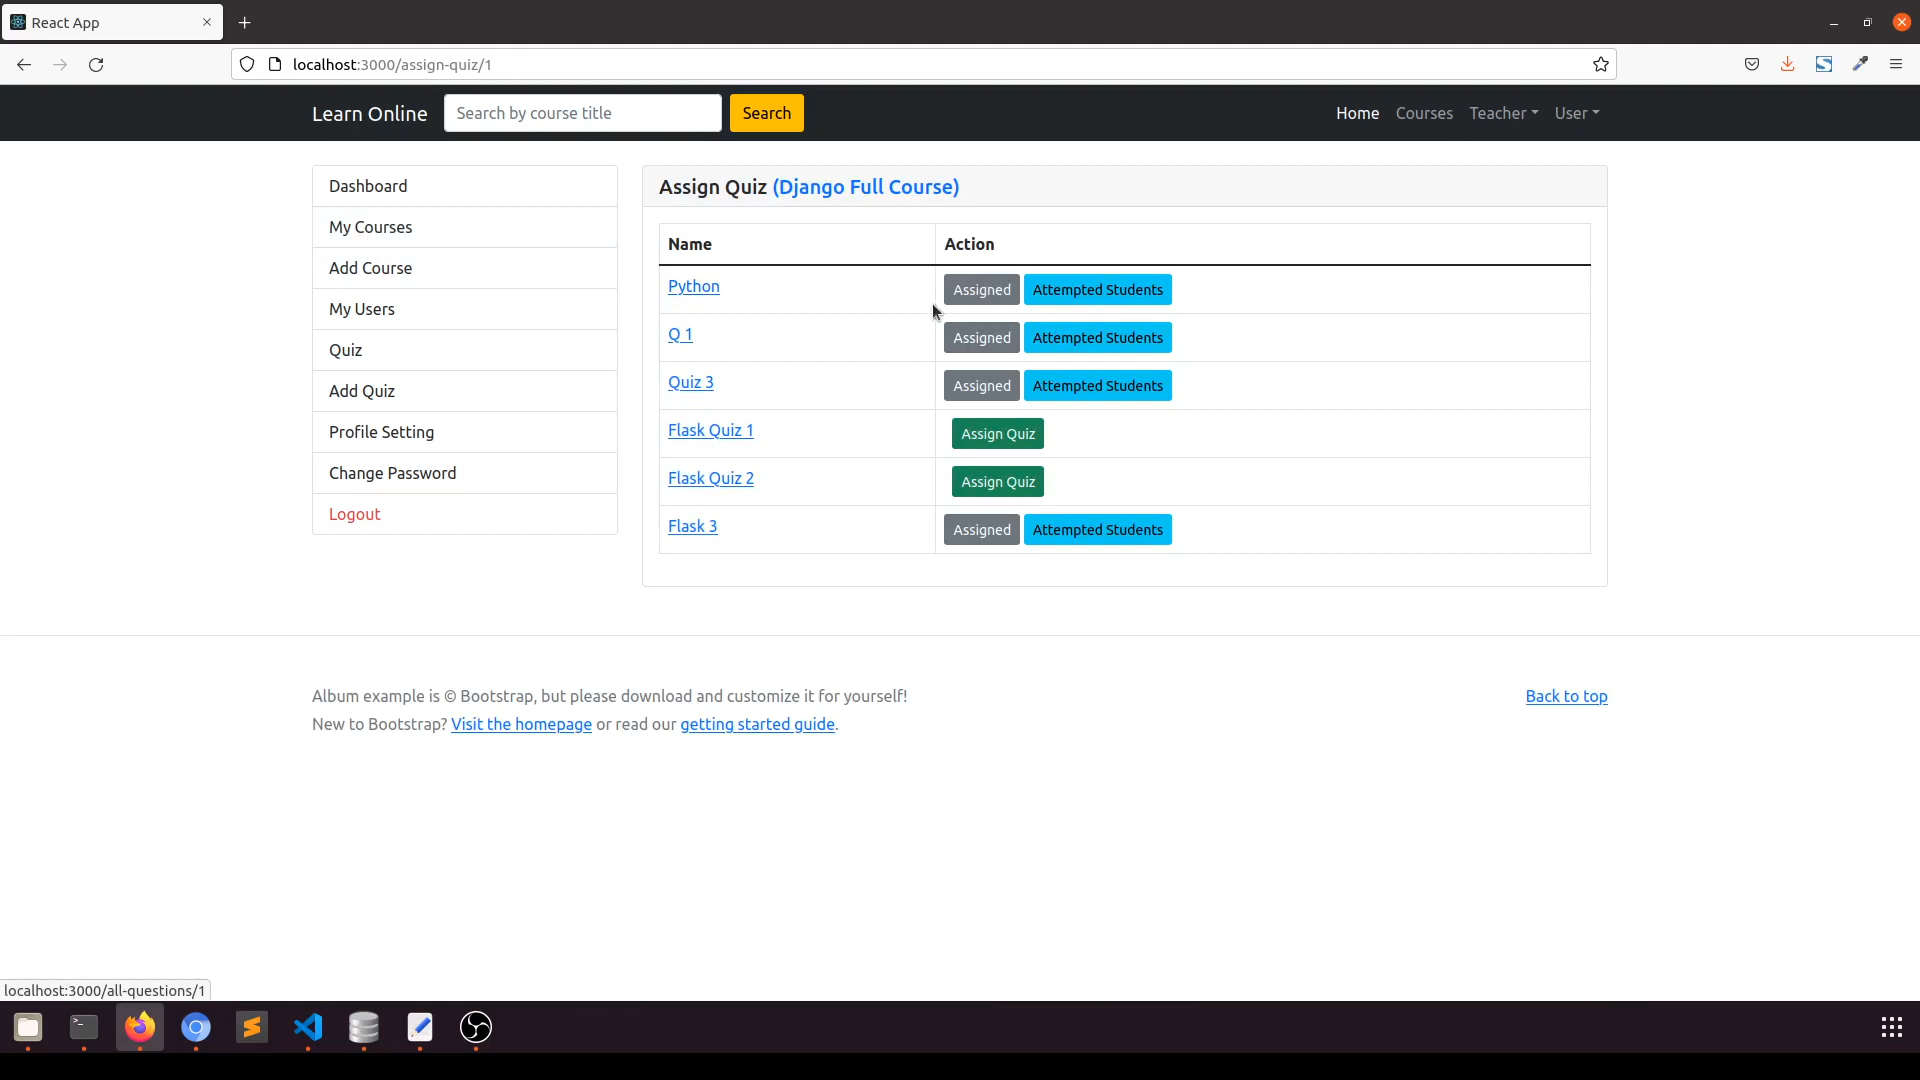 React App
localhost:3000/assign-quiz/1
Learn Online
Search by course title
Search
Home
Courses
Teacher
User
Dashboard
My Courses
Add Course
My Users
Quiz
Add Quiz
Profile Setting
Change Password
Logout
Assign Quiz (Django Full Course)
Name Action
Python Assigned Attempted Students
Q 1 Assigned Attempted Students
Quiz 3 Assigned Attempted Students
Flask Quiz 1 Assign Quiz
Flask Quiz 2 Assign Quiz
Flask 3 Assigned Attempted Students
Album example is © Bootstrap, but please download and customize it for yourself!
New to Bootstrap? Visit the homepage or read our getting started guide.
Back to top
localhost:3000/all-questions/1